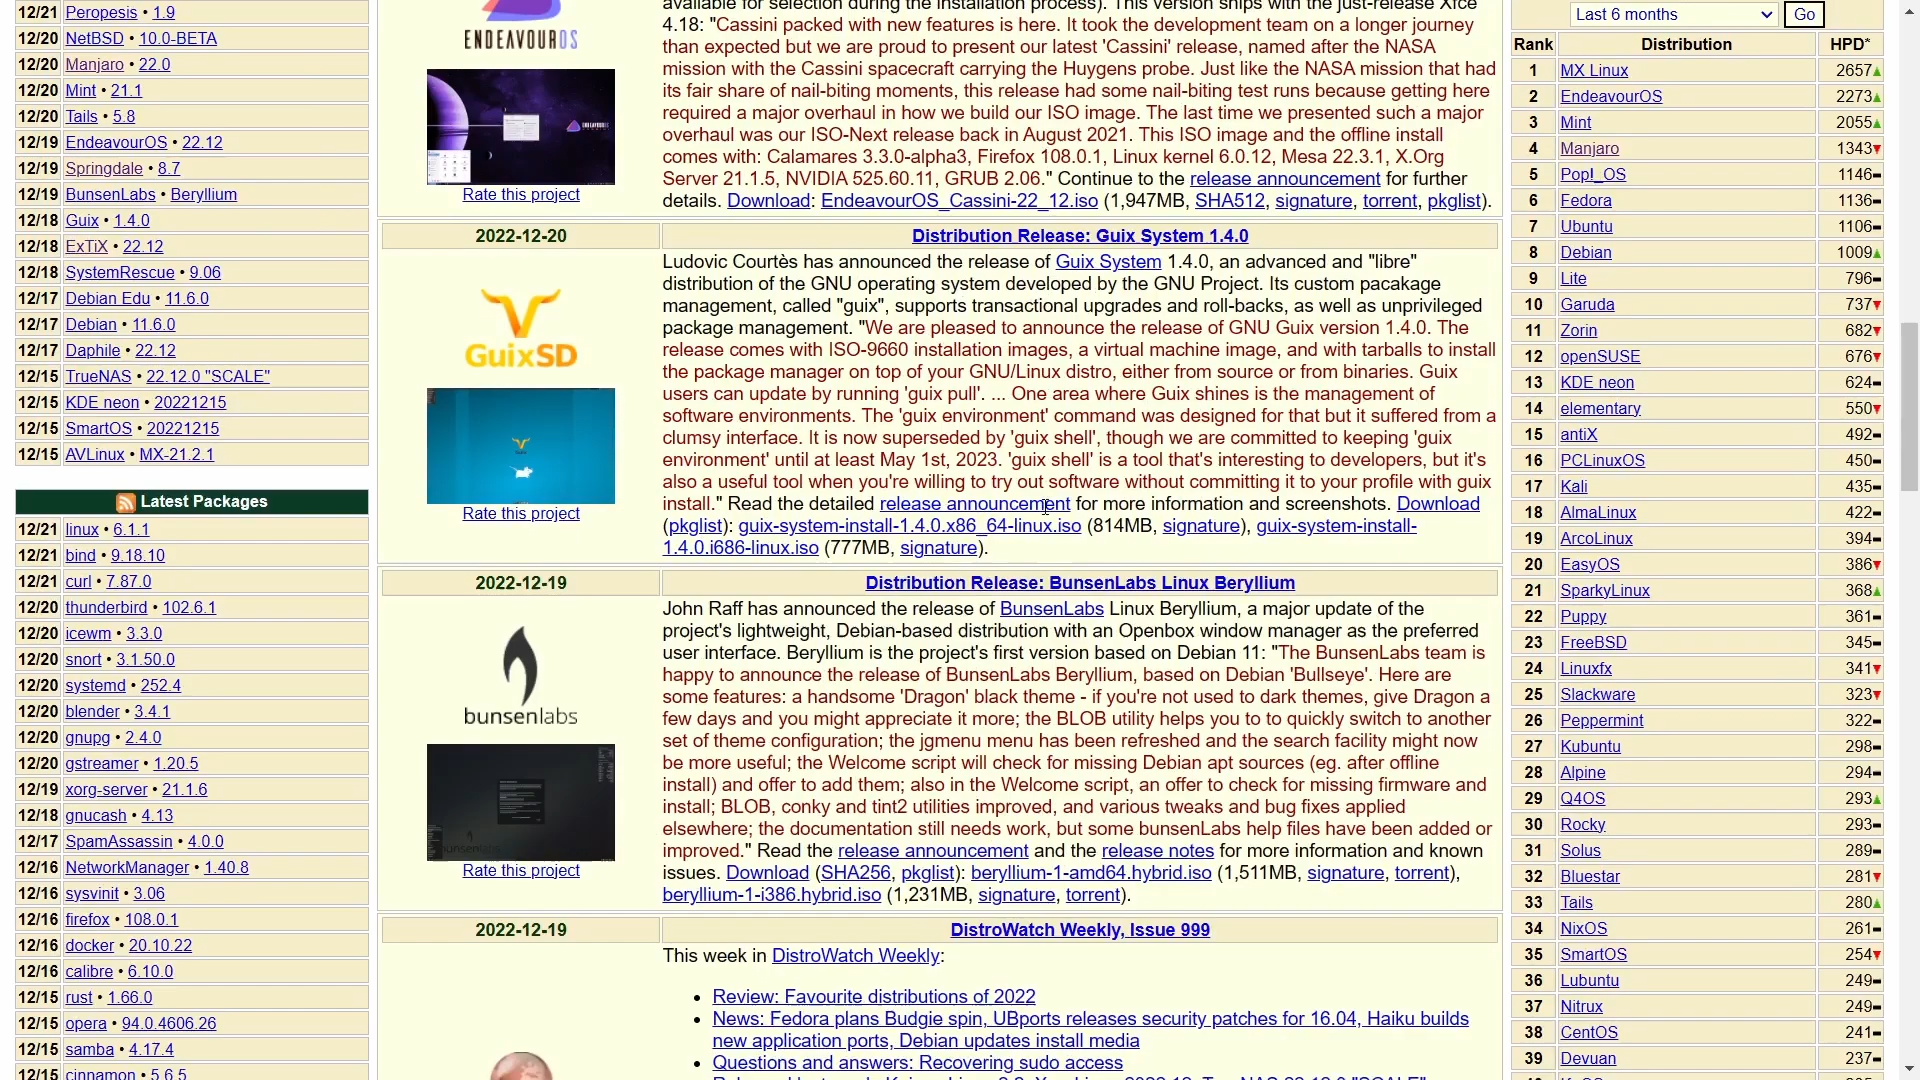 12/21 Peropesis • 1.9
12/20 NetBSD • 10.0-BETA
12/20 Manjaro • 22.0
12/20 Mint • 21.1
12/20 Tails • 5.8
12/19 EndeavourOS • 22.12
12/19 Springdale • 8.7
12/19 BunsenLabs • Beryllium
12/18 Guix • 1.4.0
12/18 ExTiX • 22.12
12/18 SystemRescue • 9.06
12/17 Debian Edu • 11.6.0
12/17 Debian • 11.6.0
12/17 Daphile • 22.12
12/15 TrueNAS • 22.12.0 "SCALE"
12/15 KDE neon • 20221215
12/15 SmartOS • 20221215
12/15 AVLinux • MX-21.2.1
Latest Packages
12/21 linux • 6.1.1
12/21 bind • 9.18.10
12/21 curl • 7.87.0
12/20 thunderbird • 102.6.1
12/20 icewm • 3.3.0
12/20 snort • 3.1.50.0
12/20 systemd • 252.4
12/20 blender • 3.4.1
12/20 gnupg • 2.4.0
12/20 gstreamer • 1.20.5
12/19 xorg-server • 21.1.6
12/18 gnucash • 4.13
12/17 SpamAssassin • 4.0.0
12/16 NetworkManager • 1.40.8
12/16 sysvinit • 3.06
12/16 firefox • 108.0.1
12/16 docker • 20.10.22
12/16 calibre • 6.10.0
12/15 rust • 1.66.0
12/15 opera • 94.0.4606.26
12/15 samba • 4.17.4
12/15 cinnamon • 5.6.5
ENDEAVOUROS
Rate this project
available for selection during the installation process). This version ships with the just-release Xfce
4.18: "Cassini packed with new features is here. It took the development team on a longer journey
than expected but we are proud to present our latest 'Cassini' release, named after the NASA
mission with the Cassini spacecraft carrying the Huygens probe. Just like the NASA mission that had
its fair share of nail-biting moments, this release had some nail-biting test runs because getting here
required a major overhaul in how we build our ISO image. The last time we presented such a major
overhaul was our ISO-Next release back in August 2021. This ISO image and the offline install
comes with: Calamares 3.3.0-alpha3, Firefox 108.0.1, Linux kernel 6.0.12, Mesa 22.3.1, X.Org
Server 21.1.5, NVIDIA 525.60.11, GRUB 2.06." Continue to the release announcement for further
details. Download: EndeavourOS_Cassini-22_12.iso (1,947MB, SHA512, signature, torrent, pkglist).
2022-12-20
Distribution Release: Guix System 1.4.0
GuixSD
Rate this project
Ludovic Courtès has announced the release of Guix System 1.4.0, an advanced and "libre"
distribution of the GNU operating system developed by the GNU Project. Its custom pacakage
management, called "guix", supports transactional upgrades and roll-backs, as well as unprivileged
package management. "We are pleased to announce the release of GNU Guix version 1.4.0. The
release comes with ISO-9660 installation images, a virtual machine image, and with tarballs to install
the package manager on top of your GNU/Linux distro, either from source or from binaries. Guix
users can update by running 'guix pull'. ... One area where Guix shines is the management of
software environments. The 'guix environment' command was designed for that but it suffered from a
clumsy interface. It is now superseded by 'guix shell', though we are committed to keeping 'guix
environment' until at least May 1st, 2023. 'guix shell' is a tool that's interesting to developers, but it's
also a useful tool when you're willing to try out software without committing it to your profile with guix
install." Read the detailed release announcement for more information and screenshots. Download
(pkglist): guix-system-install-1.4.0.x86_64-linux.iso (814MB, signature), guix-system-install-
1.4.0.i686-linux.iso (777MB, signature).
2022-12-19
Distribution Release: BunsenLabs Linux Beryllium
bunsenlabs
Rate this project
John Raff has announced the release of BunsenLabs Linux Beryllium, a major update of the
project's lightweight, Debian-based distribution with an Openbox window manager as the preferred
user interface. Beryllium is the project's first version based on Debian 11: "The BunsenLabs team is
happy to announce the release of BunsenLabs Beryllium, based on Debian 'Bullseye'. Here are
some features: a handsome 'Dragon' black theme - if you're not used to dark themes, give Dragon a
few days and you might appreciate it more; the BLOB utility helps you to to quickly switch to another
set of theme configuration; the jgmenu menu has been refreshed and the search facility might now
be more useful; the Welcome script will check for missing Debian apt sources (eg. after offline
install) and offer to add them; also in the Welcome script, an offer to check for missing firmware and
install; BLOB, conky and tint2 utilities improved, and various tweaks and bug fixes applied
elsewhere; the documentation still needs work, but some bunsenLabs help files have been added or
improved." Read the release announcement and the release notes for more information and known
issues. Download (SHA256, pkglist): beryllium-1-amd64.hybrid.iso (1,511MB, signature, torrent),
beryllium-1-i386.hybrid.iso (1,231MB, signature, torrent).
2022-12-19
DistroWatch Weekly, Issue 999
This week in DistroWatch Weekly:
• Review: Favourite distributions of 2022
• News: Fedora plans Budgie spin, UBports releases security patches for 16.04, Haiku builds
new application ports, Debian updates install media
• Questions and answers: Recovering sudo access
Last 6 months Go
Rank Distribution HPD*
1 MX Linux 2657
2 EndeavourOS 2273
3 Mint 2055
4 Manjaro 1343
5 Pop!_OS 1146
6 Fedora 1136
7 Ubuntu 1106
8 Debian 1009
9 Lite 796
10 Garuda 737
11 Zorin 682
12 openSUSE 676
13 KDE neon 624
14 elementary 550
15 antiX 492
16 PCLinuxOS 450
17 Kali 435
18 AlmaLinux 422
19 ArcoLinux 394
20 EasyOS 386
21 SparkyLinux 368
22 Puppy 361
23 FreeBSD 345
24 Linuxfx 341
25 Slackware 323
26 Peppermint 322
27 Kubuntu 298
28 Alpine 294
29 Q4OS 293
30 Rocky 293
31 Solus 289
32 Bluestar 281
33 Tails 280
34 NixOS 261
35 SmartOS 254
36 Lubuntu 249
37 Nitrux 249
38 CentOS 241
39 Devuan 237